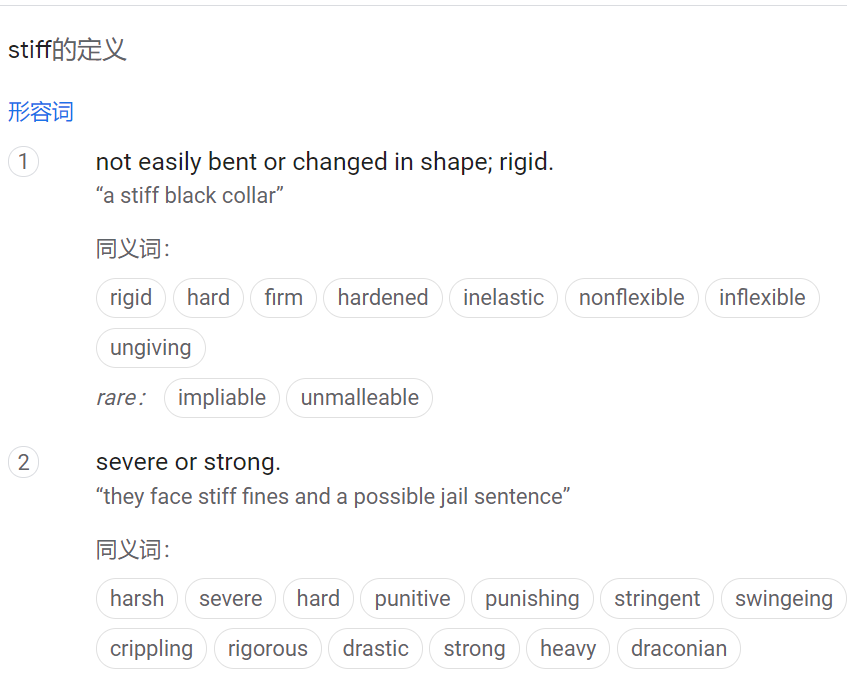 stiff的定义
形容词
1 not easily bent or changed in shape; rigid.
“a stiff black collar”
同义词：
rigid hard firm hardened inelastic nonflexible inflexible
ungiving
rare： impliable unmalleable
2 severe or strong.
“they face stiff fines and a possible jail sentence”
同义词：
harsh severe hard punitive punishing stringent swingeing
crippling rigorous drastic strong heavy draconian